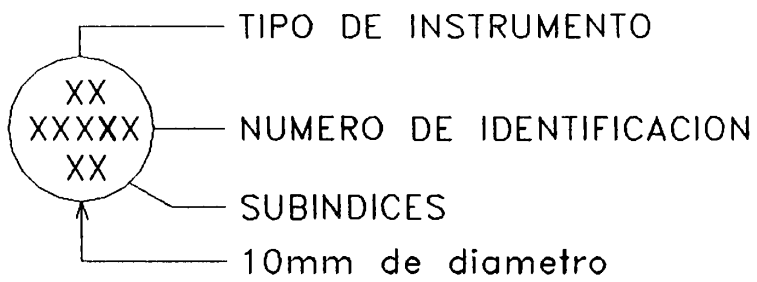 TIPO DE INSTRUMENTO
XX
XXXXX
NUMERO DE IDENTIFICACION
XX
SUBINDICES
10mm de diametro